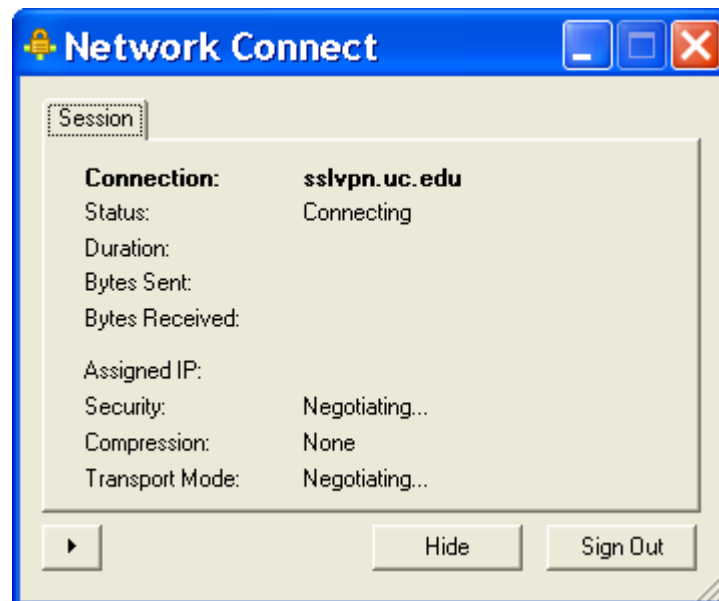 Network Connect
Session
Connection: sslvpn.uc.edu
Status: Connecting
Duration:
Bytes Sent:
Bytes Received:
Assigned IP:
Security: Negotiating...
Compression: None
Transport Mode: Negotiating...
Hide Sign Out